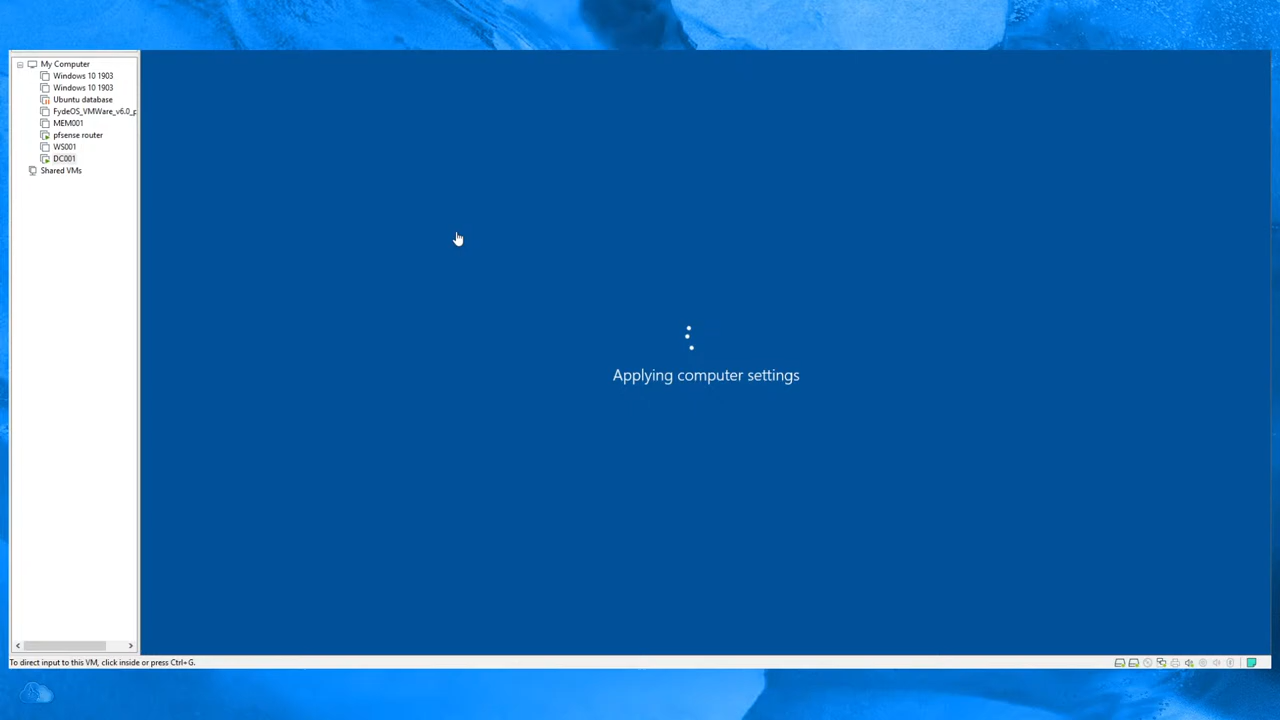 My Computer
Windows 10 1903
Windows 10 1903
Ubuntu database
FydeOS_VMWare_v6.0_p
MEM001
pfsense router
WS001
DC001
Shared VMs
Applying computer settings
To direct input to this VM, click inside or press Ctrl+G.